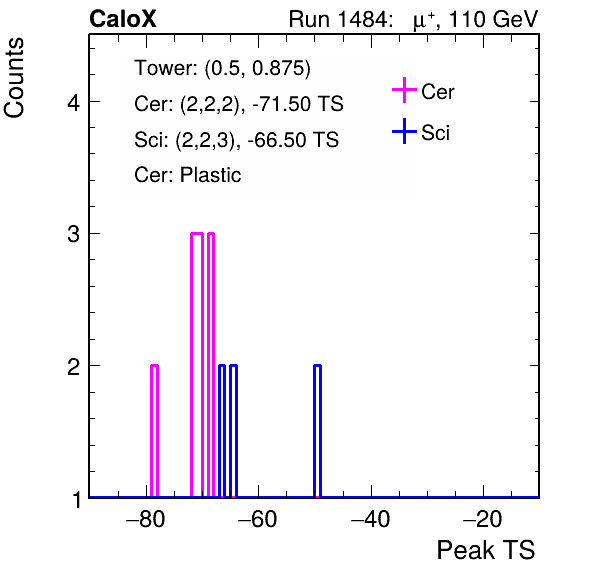 CaloX Run 1484: μ⁺, 110 GeV
Counts
Tower: (0.5, 0.875)
Cer: (2,2,2), -71.50 TS
Sci: (2,2,3), -66.50 TS
Cer: Plastic
Cer
Sci
4
3
2
1
−80 −60 −40 −20
Peak TS